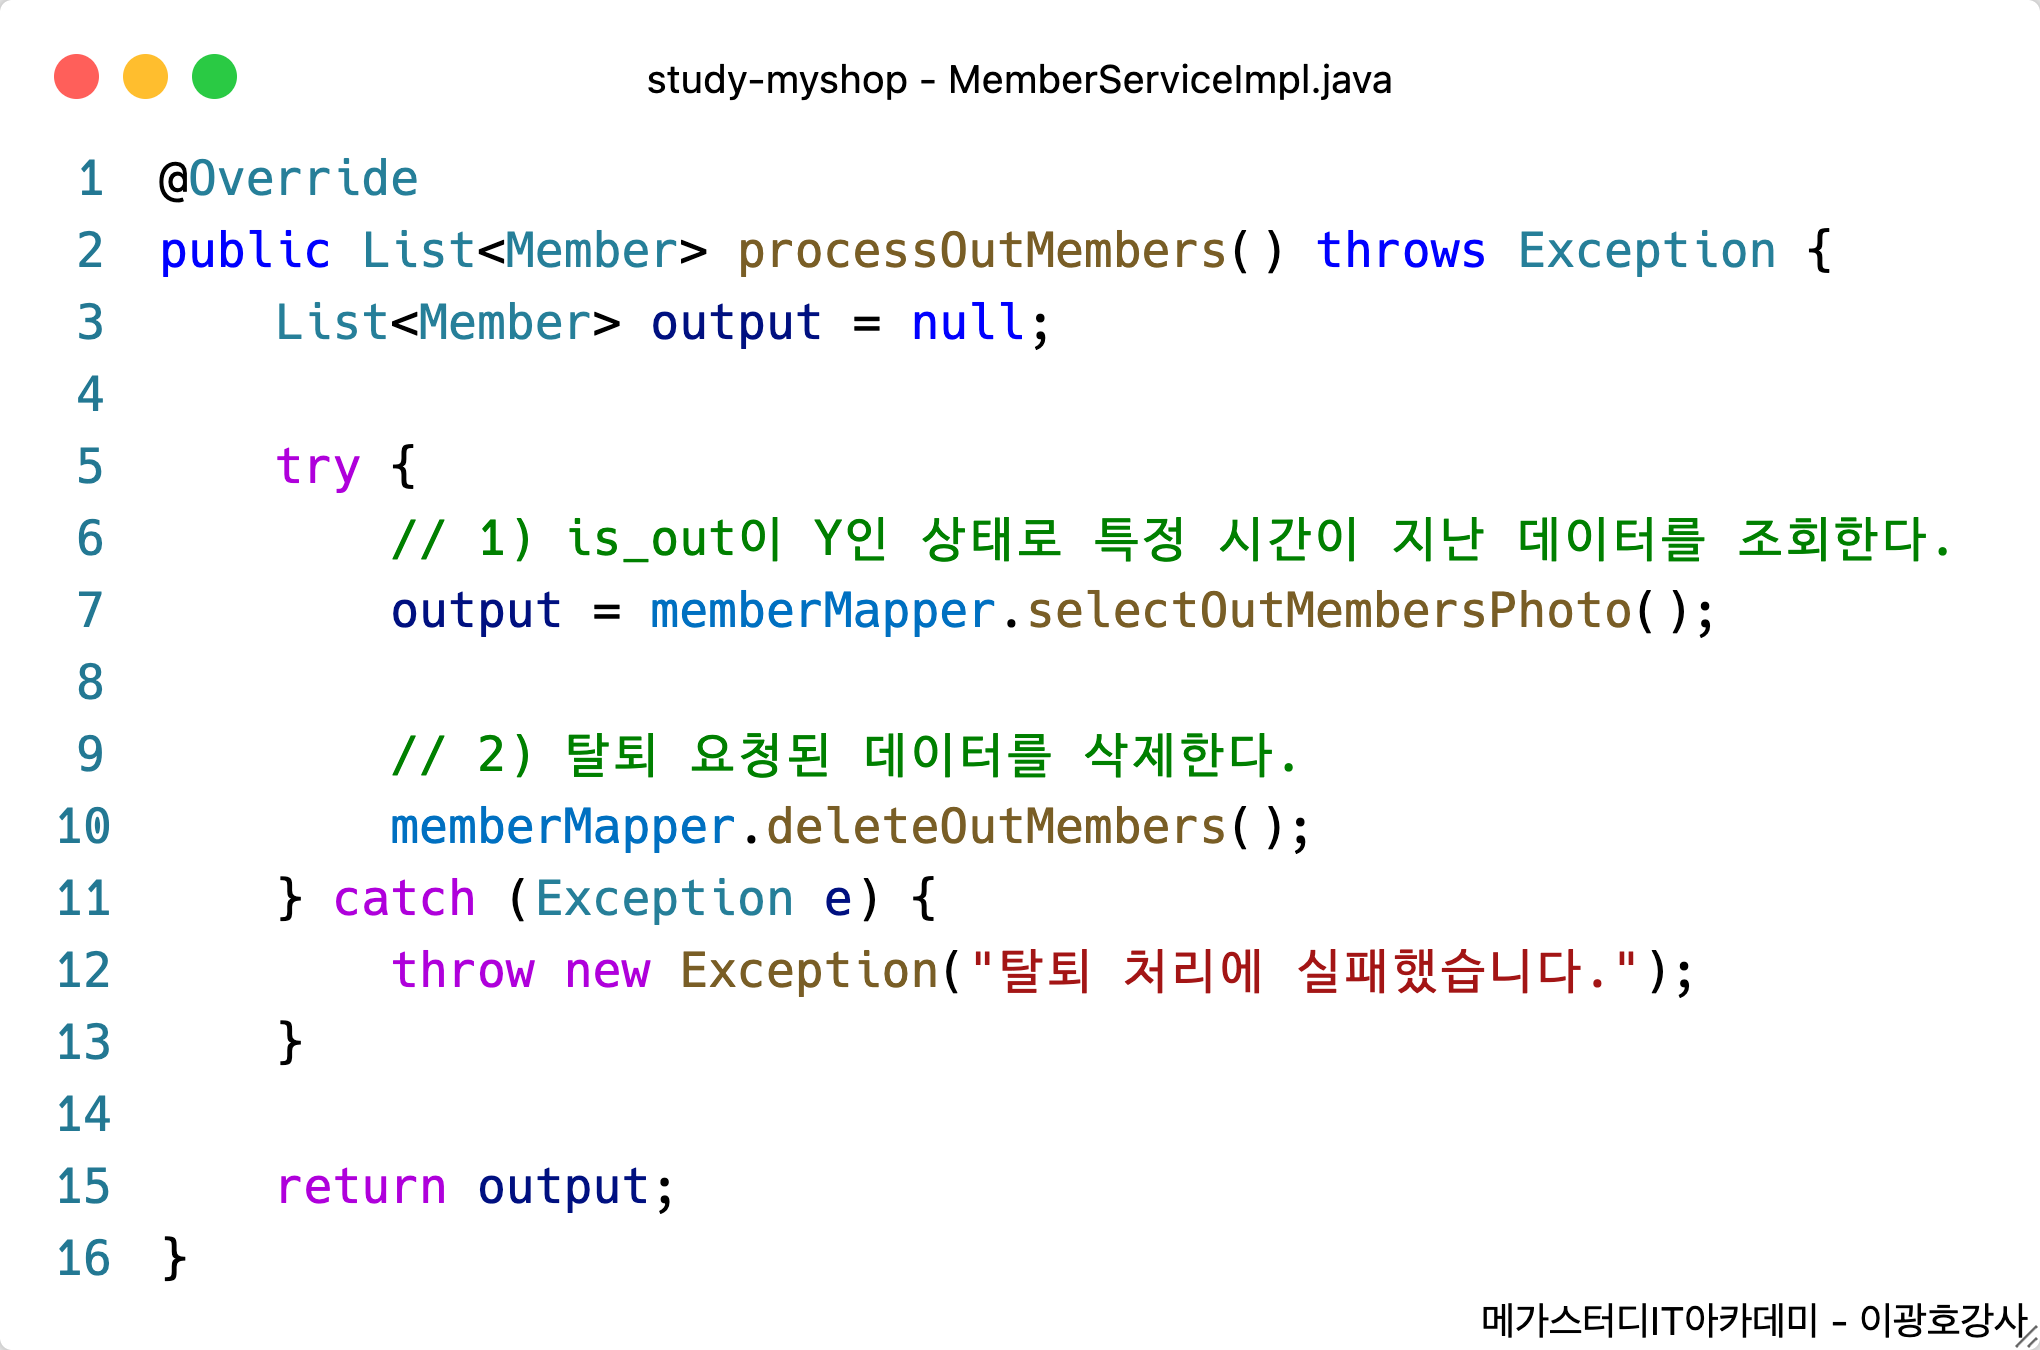 study-myshop - MemberServiceImpl.java
1 @Override
2 public List<Member> processOutMembers() throws Exception {
3     List<Member> output = null;
4
5     try {
6         // 1) is_out이 Y인 상태로 특정 시간이 지난 데이터를 조회한다.
7         output = memberMapper.selectOutMembersPhoto();
8
9         // 2) 탈퇴 요청된 데이터를 삭제한다.
10         memberMapper.deleteOutMembers();
11     } catch (Exception e) {
12         throw new Exception("탈퇴 처리에 실패했습니다.");
13     }
14
15     return output;
16 }
메가스터디IT아카데미 - 이광호강사